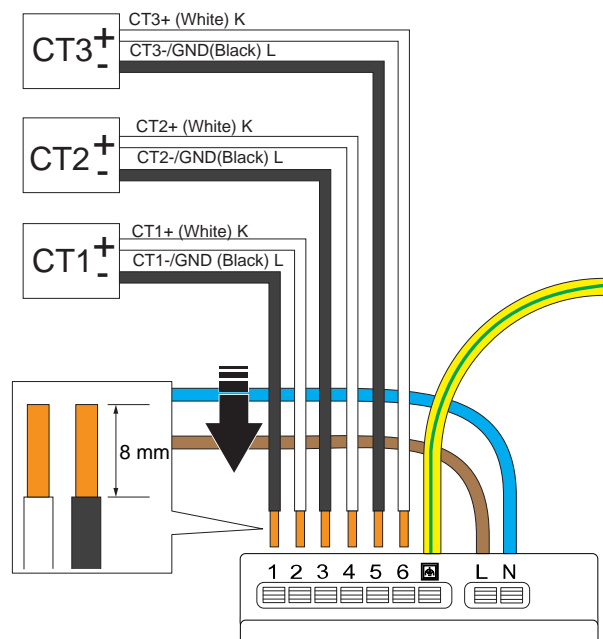 CT3+ (White) K
CT3 + -
CT3-/GND(Black) L
CT2+ (White) K
CT2 + -
CT2-/GND(Black) L
CT1+ (White) K
CT1 + -
CT1-/GND (Black) L
8 mm
1 2 3 4 5 6 L N